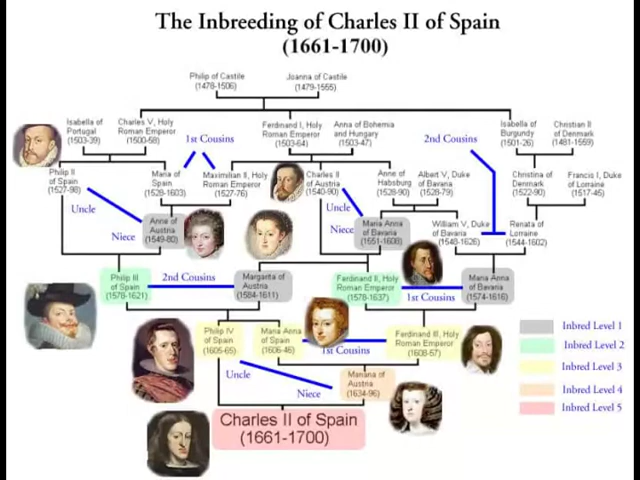 The Inbreeding of Charles II of Spain
(1661-1700)
Philip of Castile
(1478-1506)
Joanna of Castile
(1479-1555)
Isabella of
Portugal
(1503-39)
Charles V, Holy
Roman Emperor
(1500-58)
1st Cousins
Ferdinand I, Holy
Roman Emperor
(1503-64)
Anna of Bohemia
and Hungary
(1503-47)
2nd Cousins
Isabella of
Burgundy
(1501-26)
Christian II
of Denmark
(1481-1559)
Philip II
of Spain
(1527-98)
Maria of
Spain
(1528-1603)
Maximilian II, Holy
Roman Emperor
(1527-76)
Charles II
of Austria
(1540-90)
Anne of
Habsburg
(1528-90)
Albert V, Duke
of Bavaria
(1528-79)
Christina of
Denmark
(1522-90)
Francis I, Duke
of Lorraine
(1517-45)
Uncle
Niece
Anne of
Austria
(1549-80)
Uncle
Niece
Maria Anna
of Bavaria
(1551-1608)
William V, Duke
of Bavaria
(1548-1626)
Renata of
Lorraine
(1544-1602)
Philip III
of Spain
(1578-1621)
2nd Cousins
Margarita of
Austria
(1584-1611)
Ferdinand II, Holy
Roman Emperor
(1578-1637)
1st Cousins
Maria Anna
of Bavaria
(1574-1616)
Philip IV
of Spain
(1605-65)
Maria Anna
of Spain
(1606-46)
1st Cousins
Ferdinand III, Holy
Roman Emperor
(1608-57)
Uncle
Niece
Mariana of
Austria
(1634-96)
Charles II of Spain
(1661-1700)
Inbred Level 1
Inbred Level 2
Inbred Level 3
Inbred Level 4
Inbred Level 5